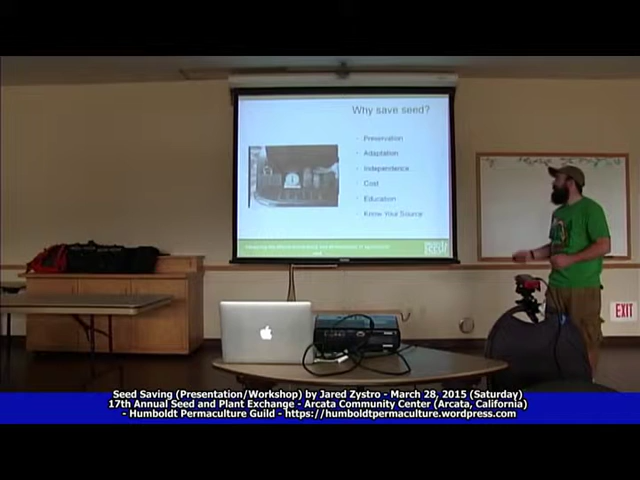 Why save seed?
- Preservation
- Adaptation
- Independence
- Cost
- Education
- Know Your Source
seed
EXIT
Seed Saving (Presentation/Workshop) by Jared Zystro - March 28, 2015 (Saturday)
17th Annual Seed and Plant Exchange - Arcata Community Center (Arcata, California)
- Humboldt Permaculture Guild - https://humboldtpermaculture.wordpress.com